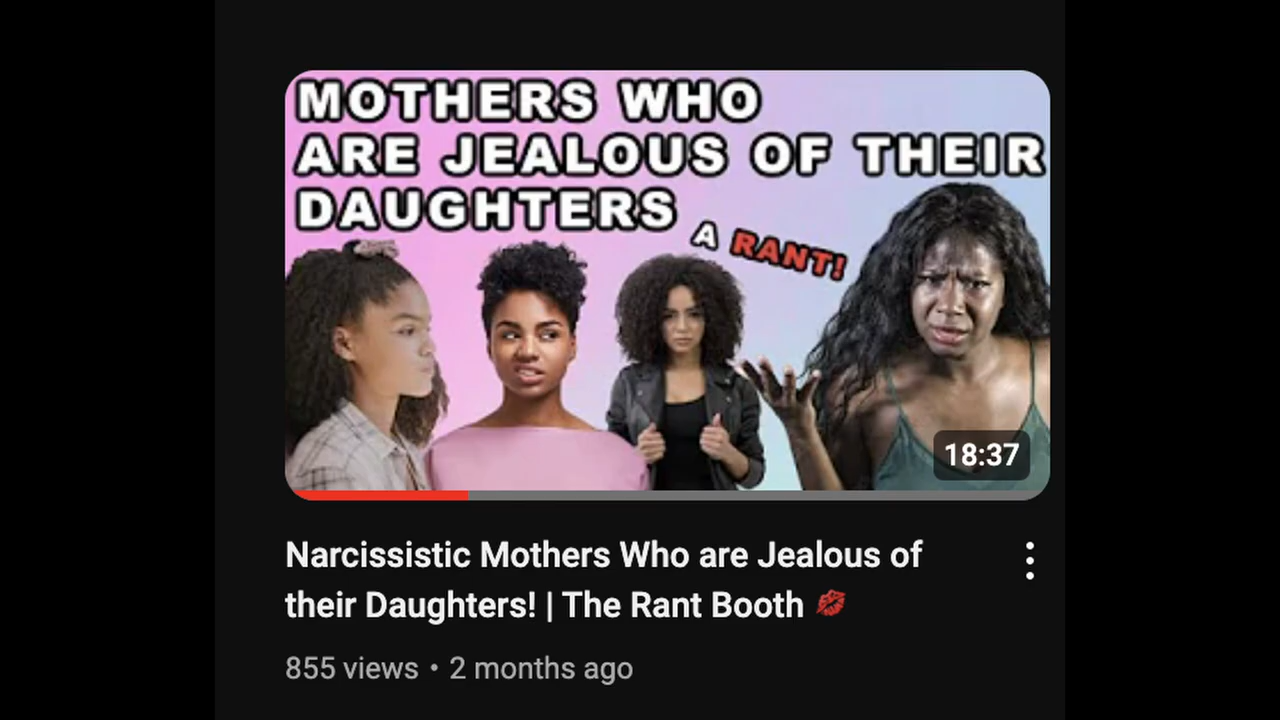 MOTHERS WHO
ARE JEALOUS OF THEIR
DAUGHTERS
A RANT!
18:37
Narcissistic Mothers Who are Jealous of
their Daughters! | The Rant Booth 💋
855 views • 2 months ago